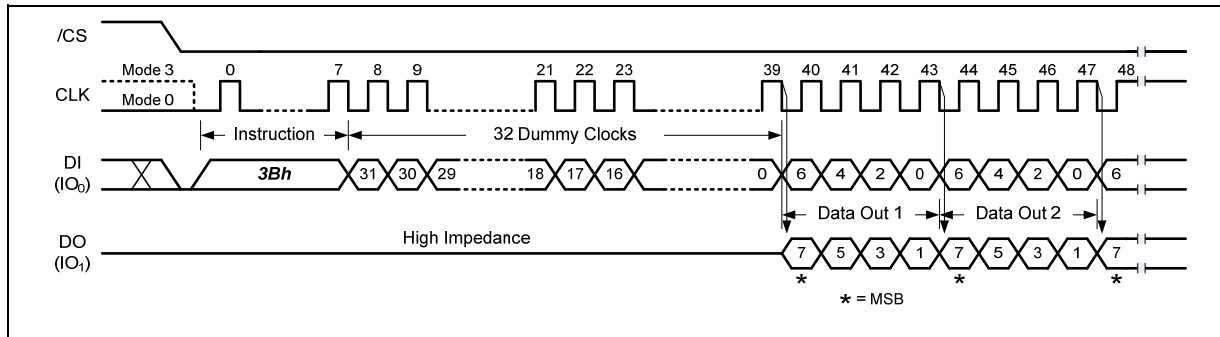 /CS
Mode 3 0 7 8 9 21 22 23 39 40 41 42 43 44 45 46 47 48
CLK Mode 0
Instruction 32 Dummy Clocks
DI (IO0) 3Bh 31 30 29 18 17 16 0 6 4 2 0 6 4 2 0 6
Data Out 1 Data Out 2
High Impedance
DO (IO1) 7 5 3 1 7 5 3 1 7
* * *
* = MSB